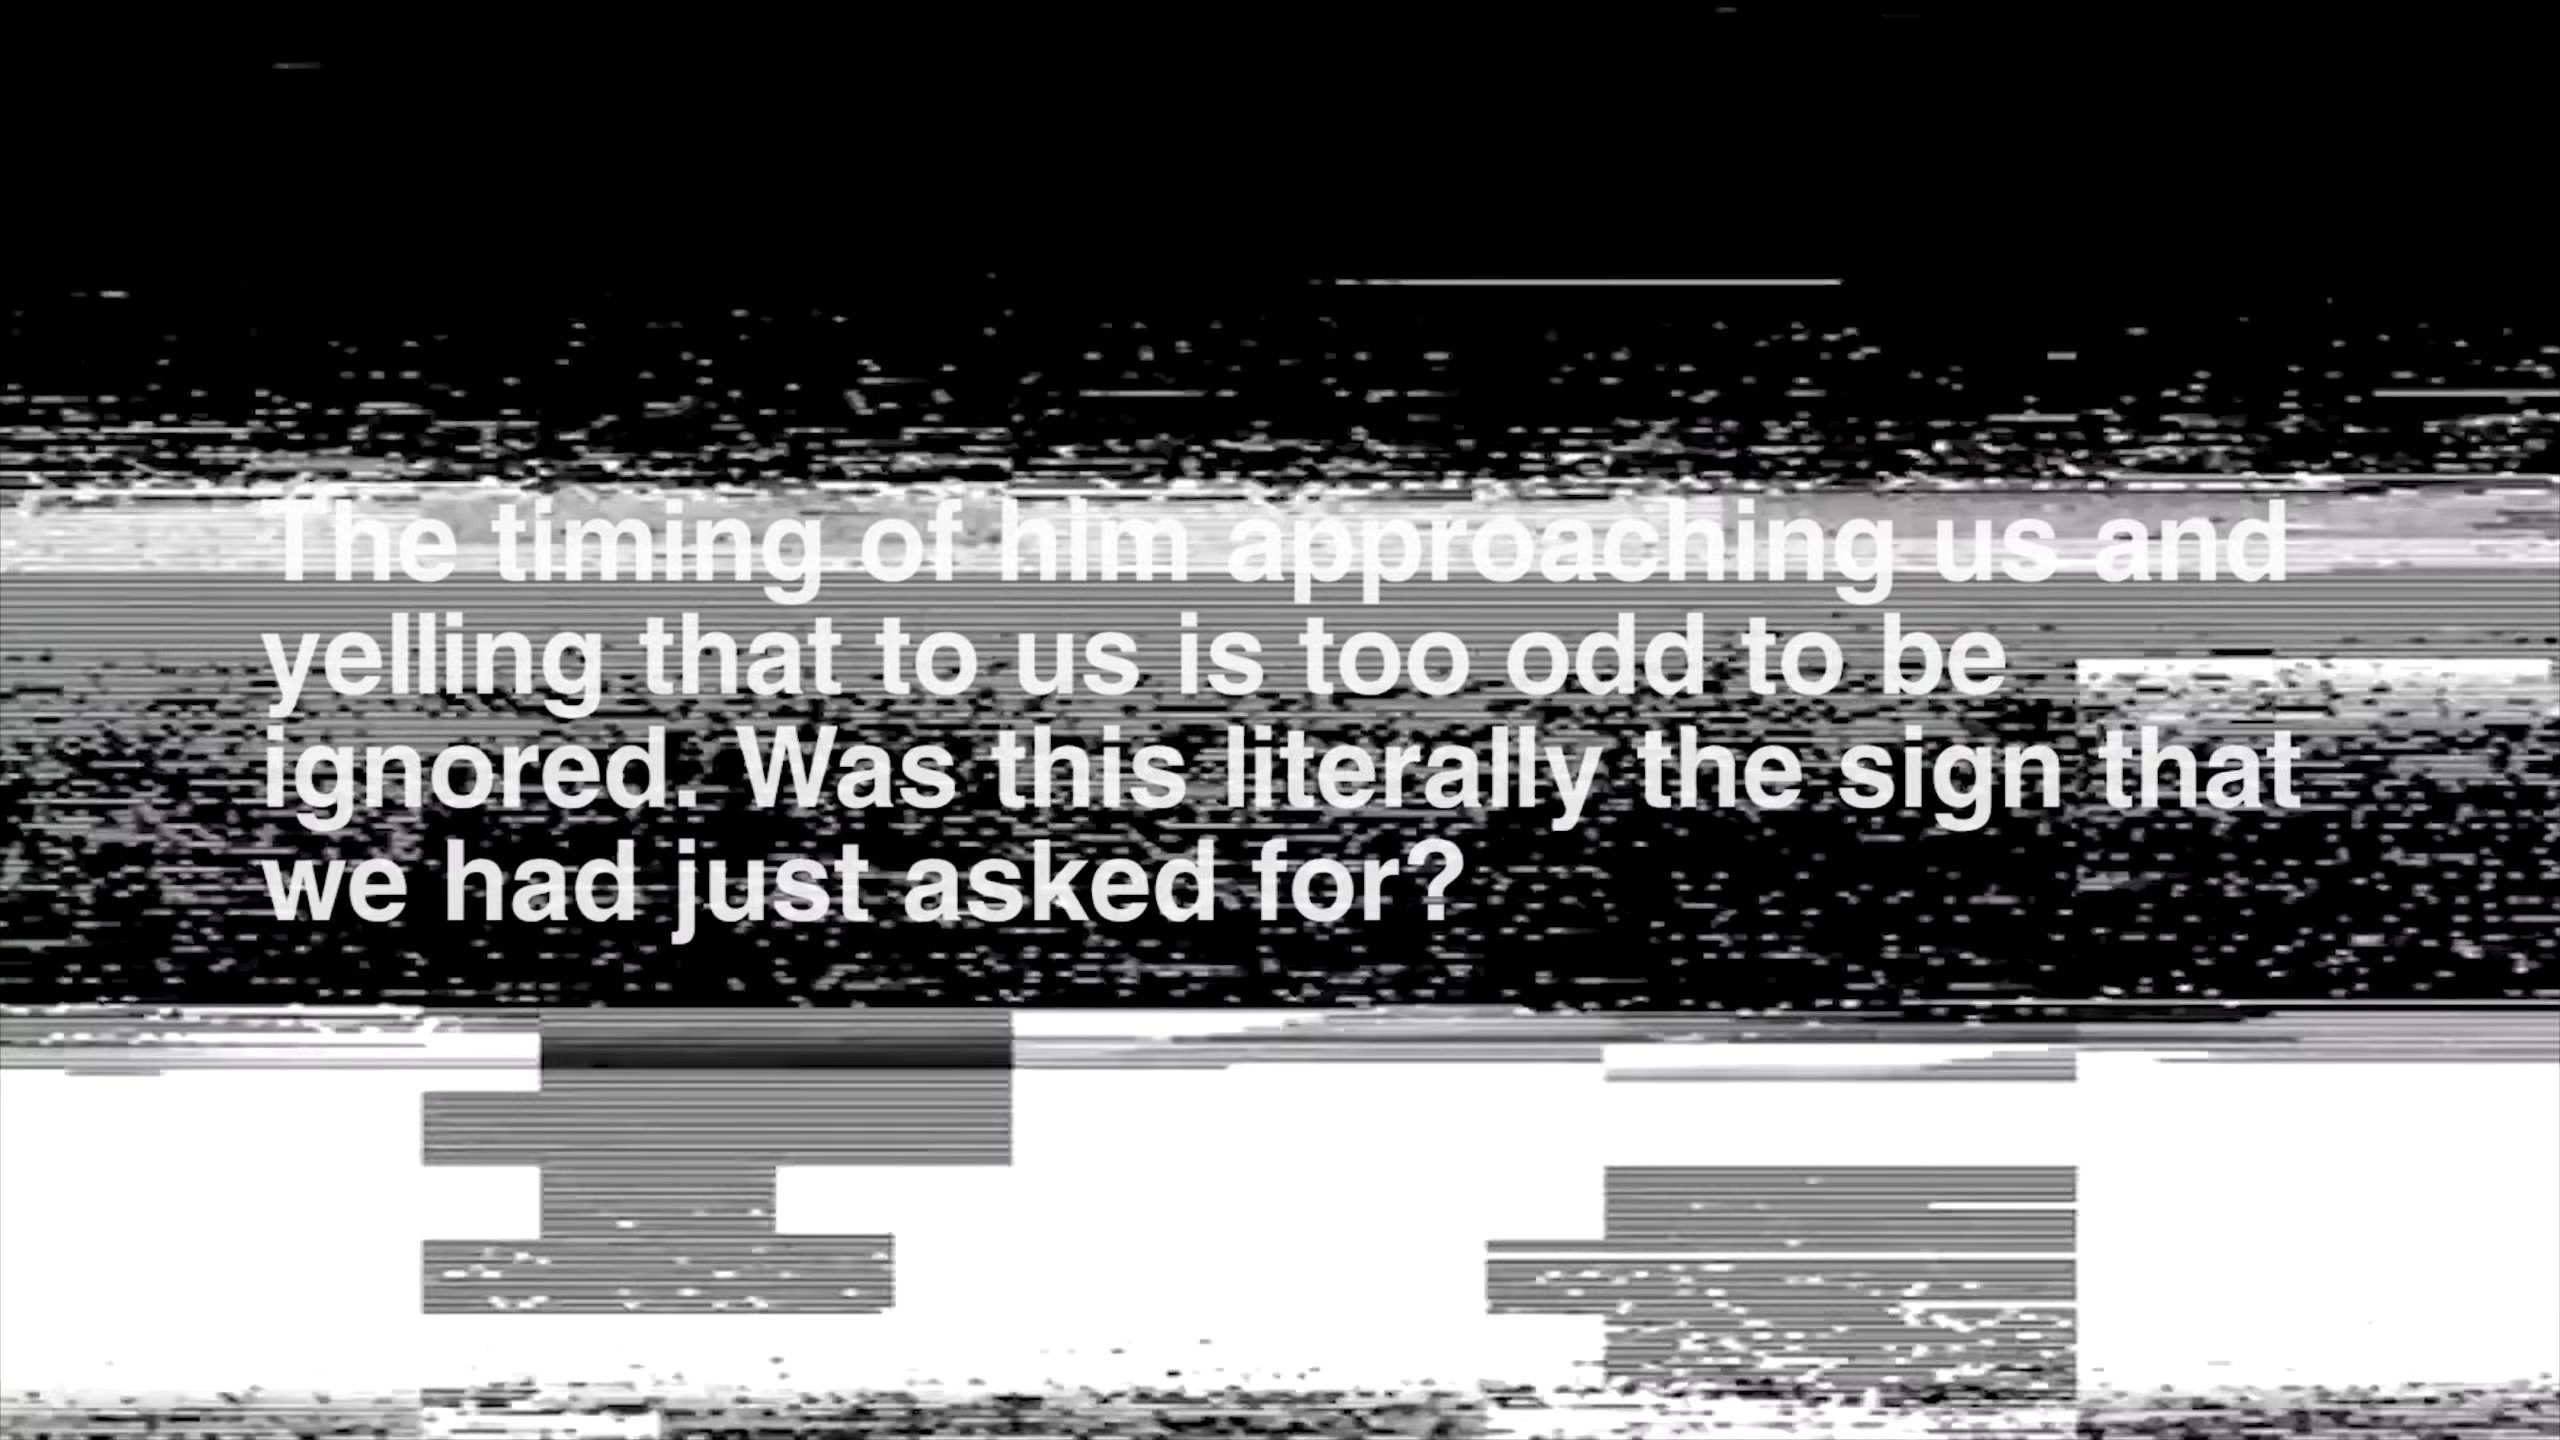 The timing of him approaching us and
yelling that to us is too odd to be
ignored. Was this literally the sign that
we had just asked for?